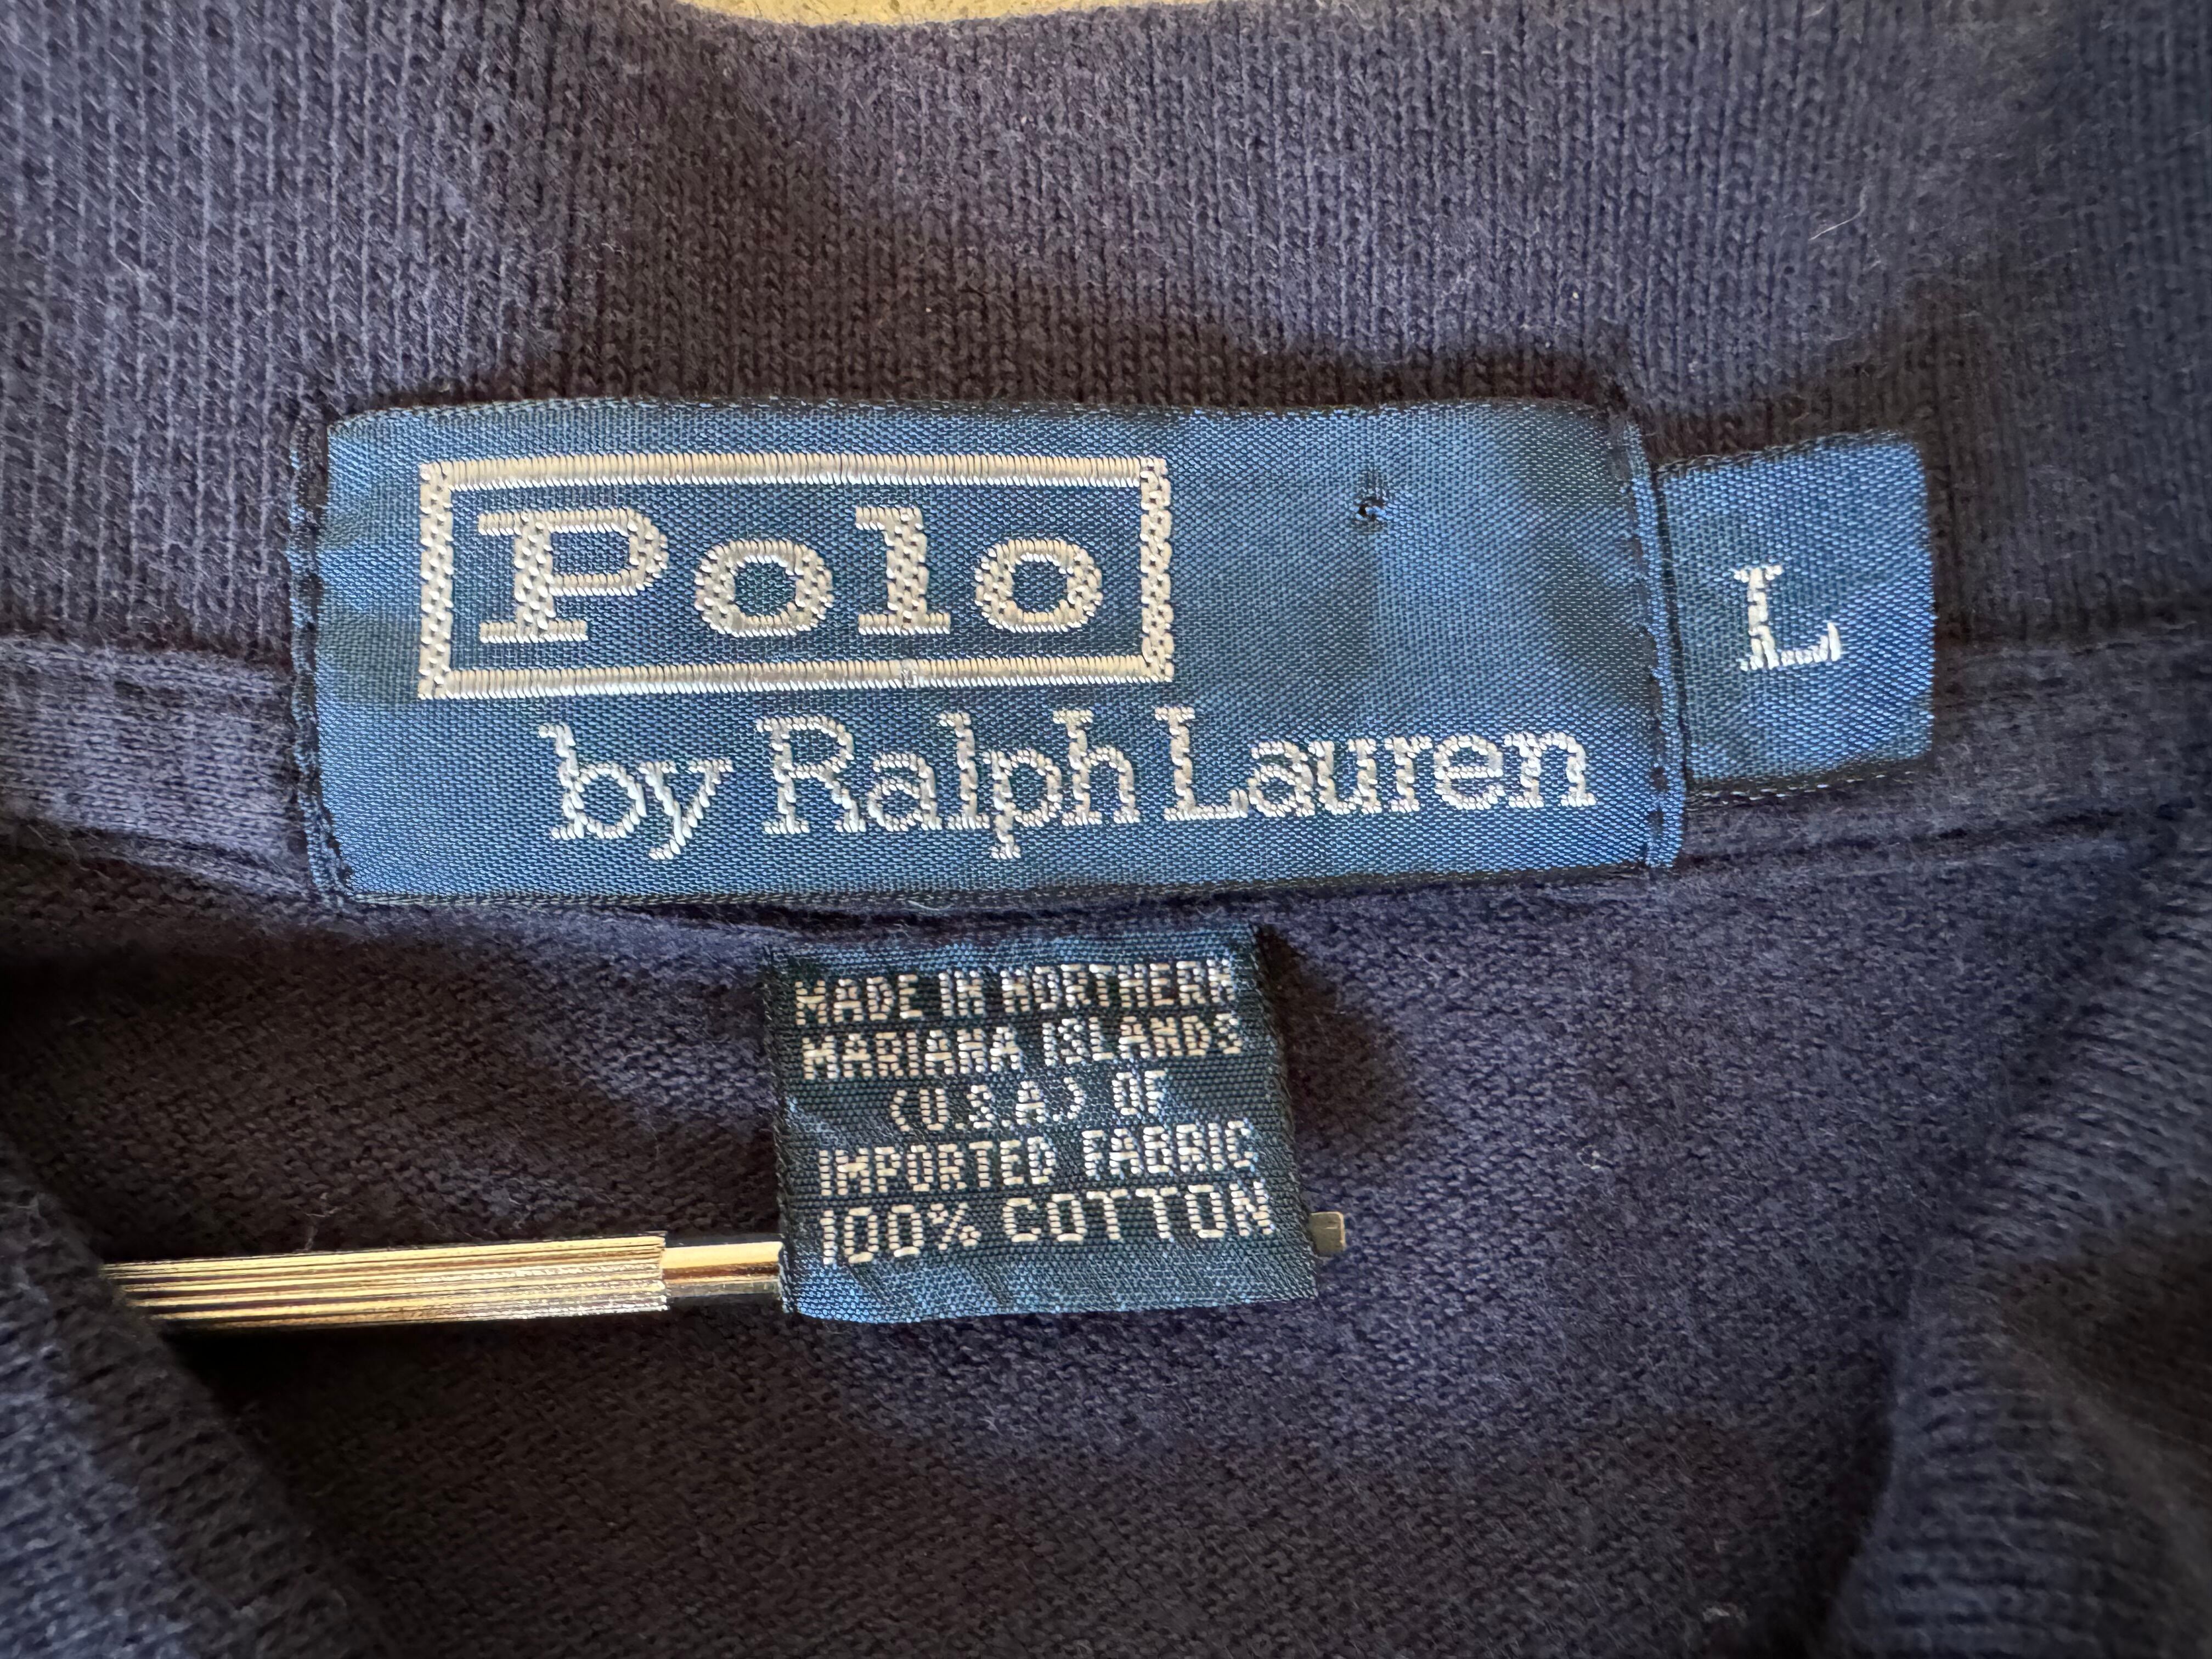 Polo
by Ralph Lauren
L
MADE IN NORTHERN
MARIANA ISLANDS
(U.S.A.) OF
IMPORTED FABRIC
100% COTTON